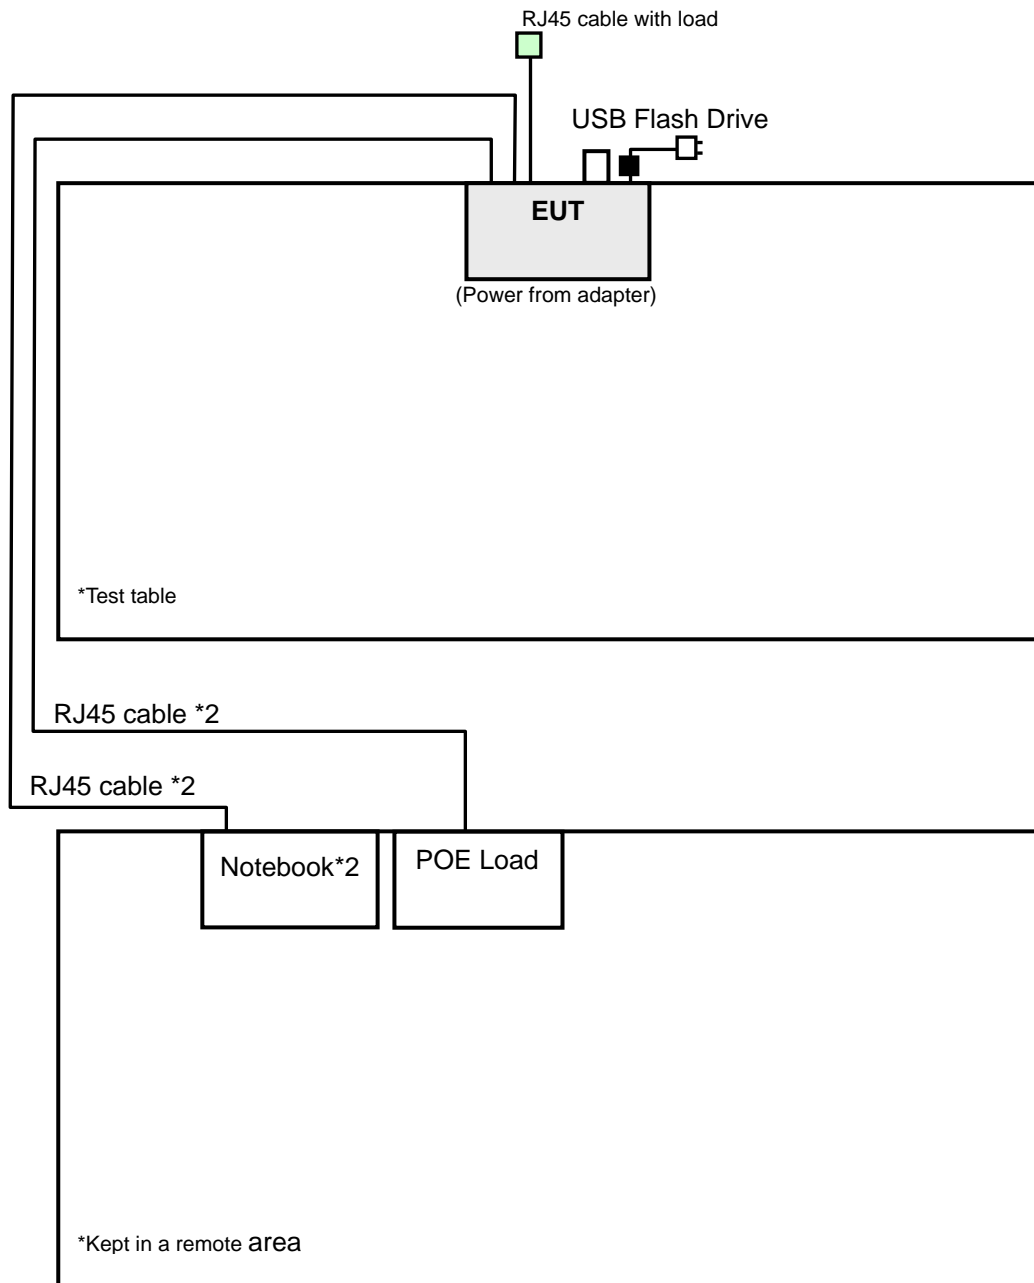 RJ45 cable with load
USB Flash Drive
EUT
(Power from adapter)
*Test table
RJ45 cable *2
RJ45 cable *2
Notebook*2
POE Load
*Kept in a remote area